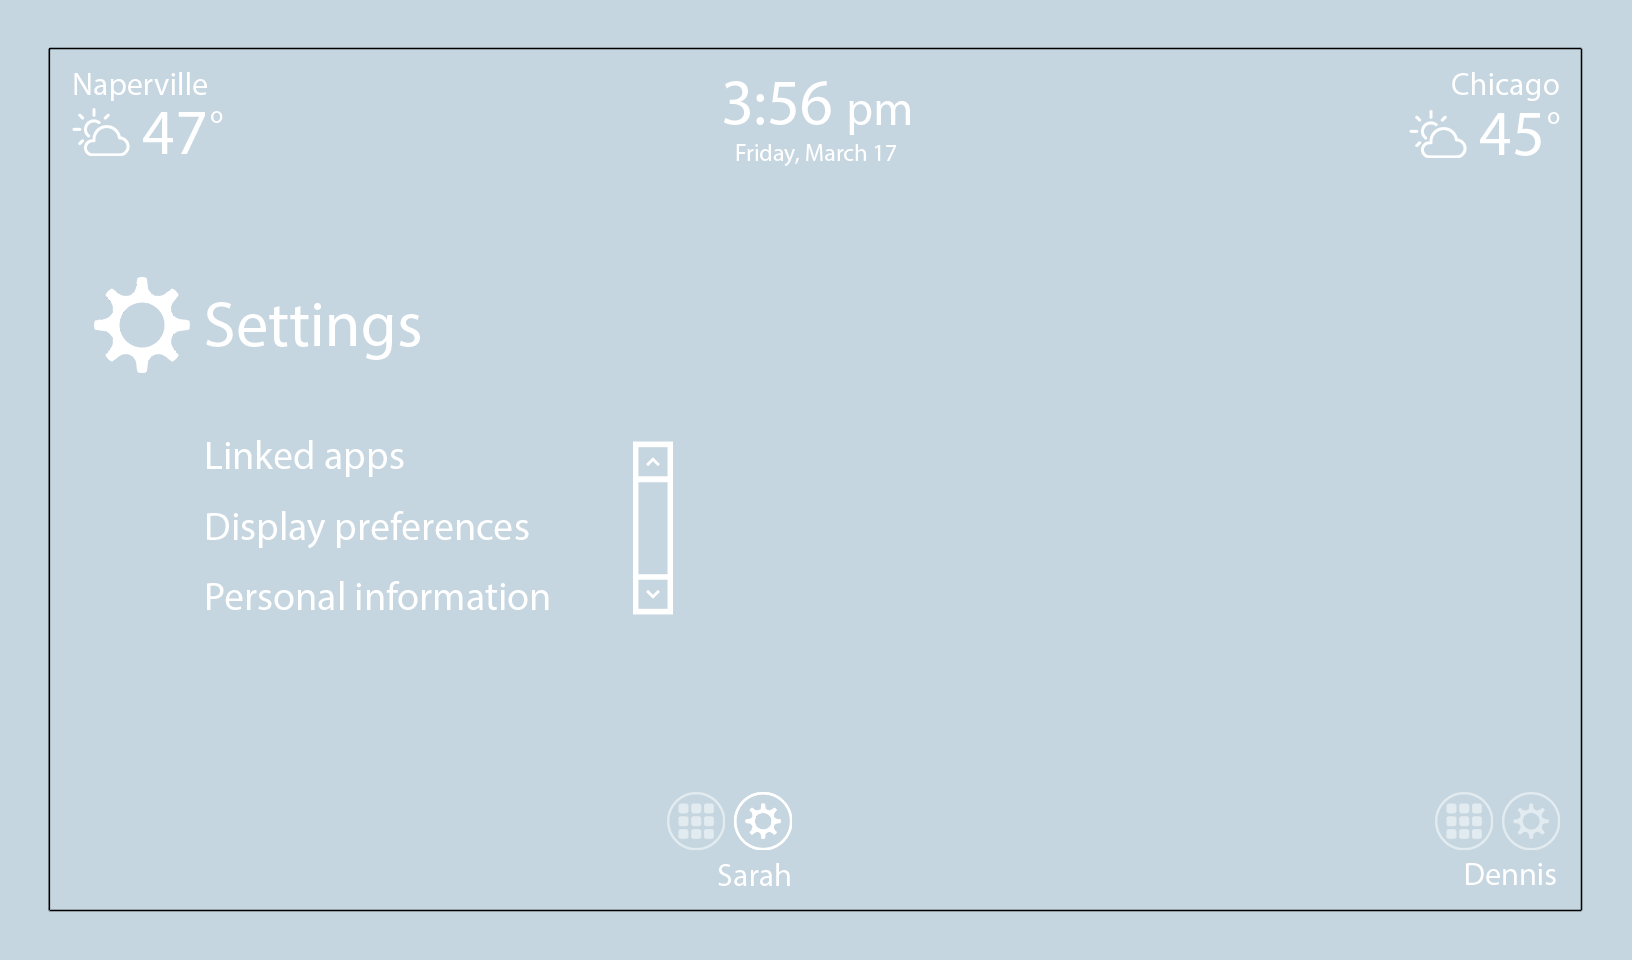 Naperville
47°
3:56 pm
Friday, March 17
Chicago
45°
Settings
Linked apps
Display preferences
Personal information
Sarah
Dennis